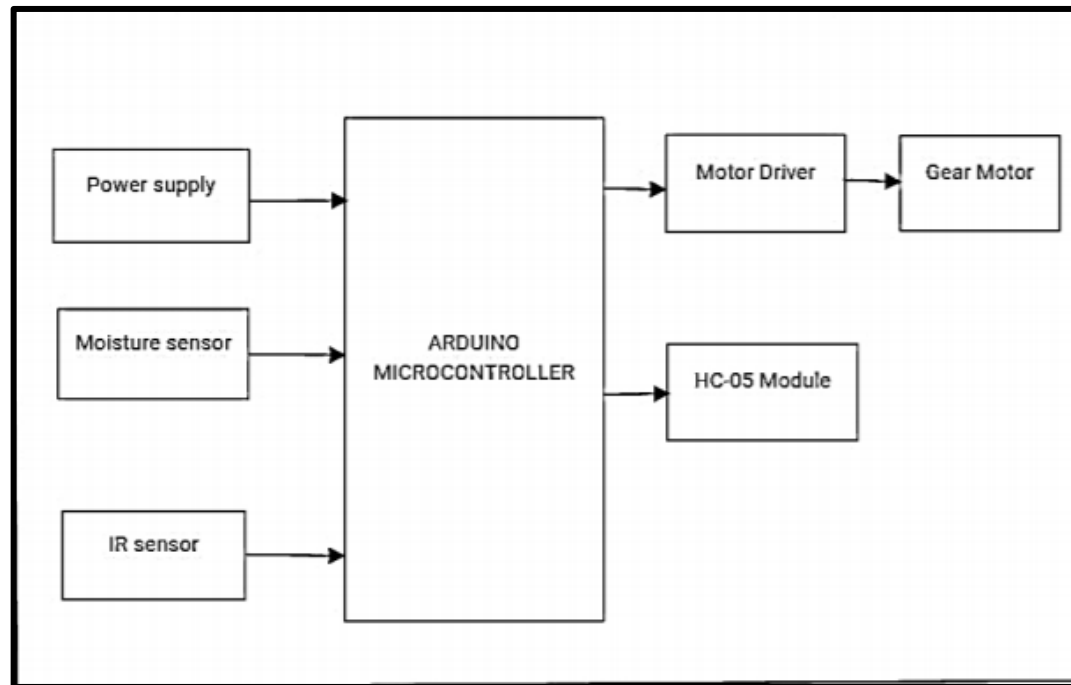 Power supply
Moisture sensor
IR sensor
ARDUINO
MICROCONTROLLER
Motor Driver
Gear Motor
HC-05 Module